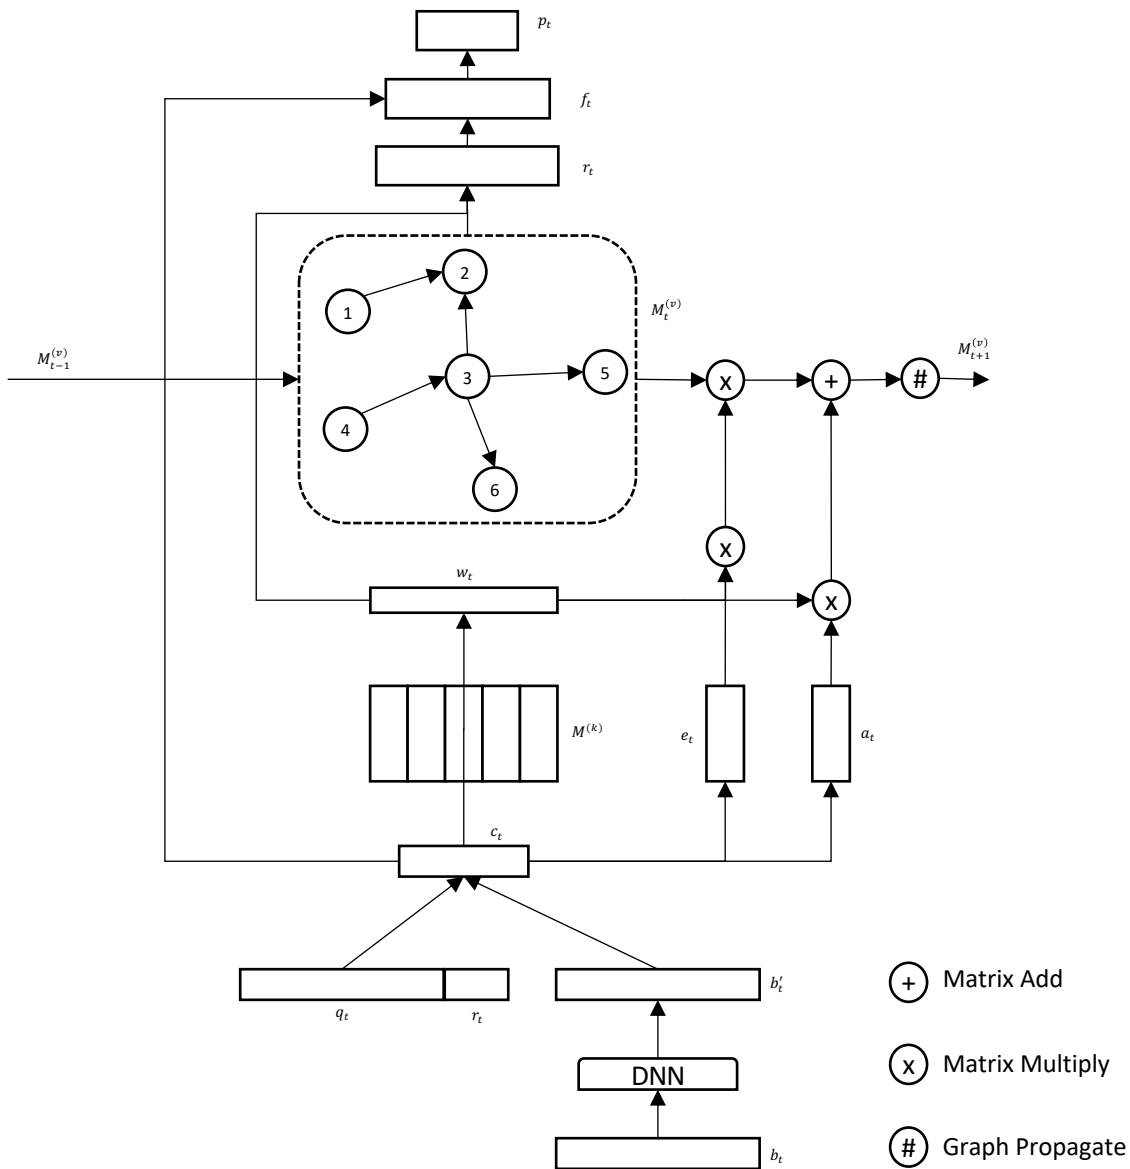 p_t
f_t
r_t
2
1
M_t^{(v)}
M_{t-1}^{(v)}
3
5
x
+
#
M_{t+1}^{(v)}
4
6
x
w_t
x
M^{(k)}
e_t
a_t
c_t
q_t
r_t
b'_t
DNN
b_t
+ Matrix Add
x Matrix Multiply
# Graph Propagate